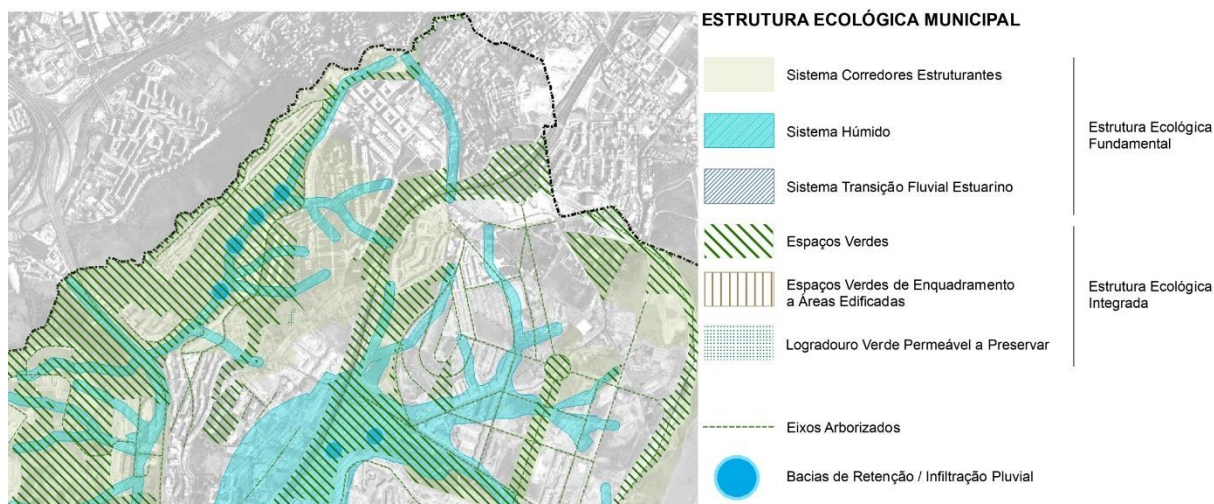 ESTRUTURA ECOLÓGICA MUNICIPAL
Sistema Corredores Estruturantes
Sistema Húmido
Sistema Transição Fluvial Estuarino
Estrutura Ecológica
Fundamental
Espaços Verdes
Espaços Verdes de Enquadramento
a Áreas Edificadas
Logradouro Verde Permeável a Preservar
Estrutura Ecológica
Integrada
Eixos Arborizados
Bacias de Retenção / Infiltração Pluvial